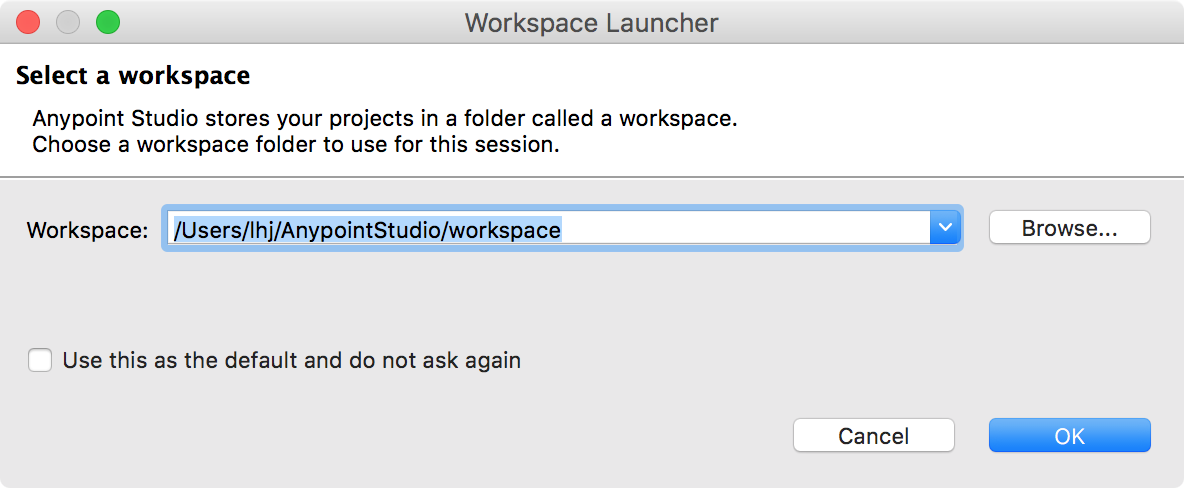 Workspace Launcher
Select a workspace
Anypoint Studio stores your projects in a folder called a workspace.
Choose a workspace folder to use for this session.
Workspace: /Users/lhj/AnypointStudio/workspace Browse...
Use this as the default and do not ask again
Cancel OK